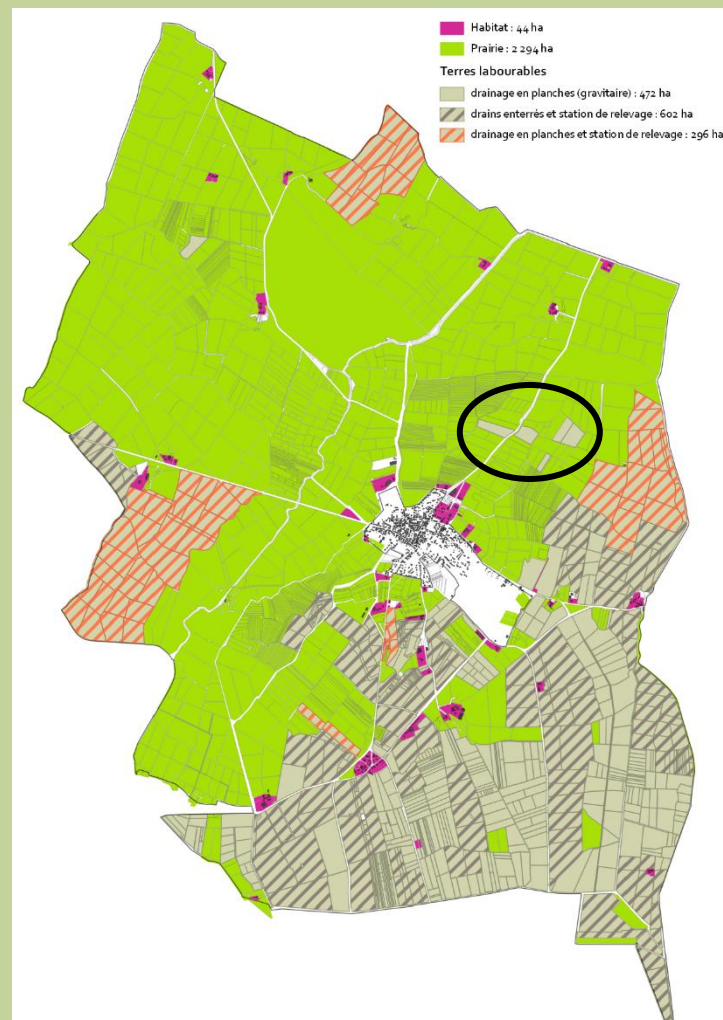 Habitat : 44 ha
Prairie : 2 294 ha
Terres labourables
drainage en planches (gravitaire) : 472 ha
drains enterrés et station de relevage : 602 ha
drainage en planches et station de relevage : 296 ha